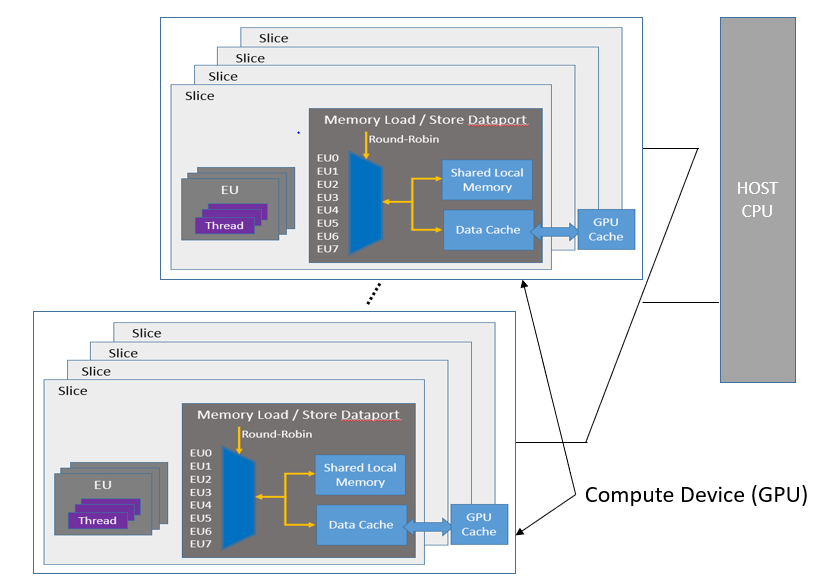 Slice
Slice
Slice
Slice
Memory Load / Store Dataport
Round-Robin
EU0
EU1
EU2
EU3
EU4
EU5
EU6
EU7
EU
Thread
Shared Local
Memory
Data Cache
GPU
Cache
HOST
CPU
Slice
Slice
Slice
Slice
Memory Load / Store Dataport
Round-Robin
EU0
EU1
EU2
EU3
EU4
EU5
EU6
EU7
EU
Thread
Shared Local
Memory
Data Cache
GPU
Cache
Compute Device (GPU)